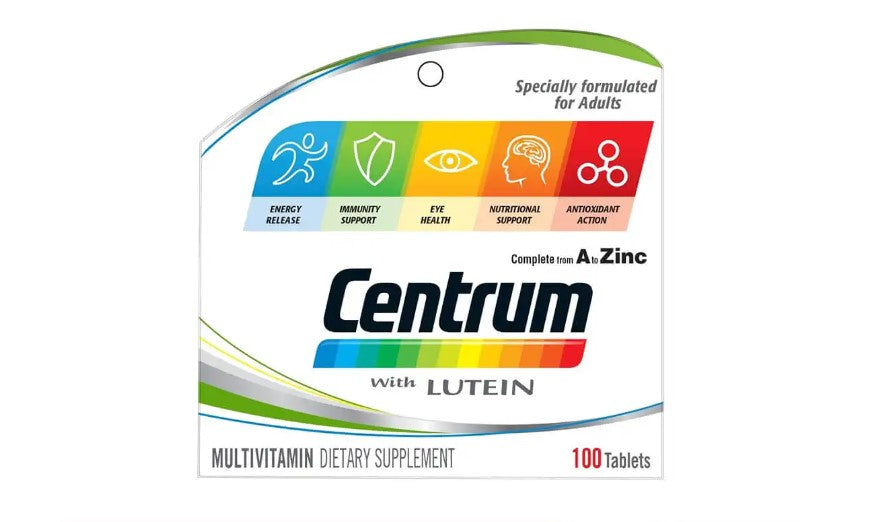 Specially formulated
for Adults
ENERGY
RELEASE
IMMUNITY
SUPPORT
EYE
HEALTH
NUTRITIONAL
SUPPORT
ANTIOXIDANT
ACTION
Complete from A to Zinc
Centrum
with LUTEIN
MULTIVITAMIN DIETARY SUPPLEMENT
100 Tablets